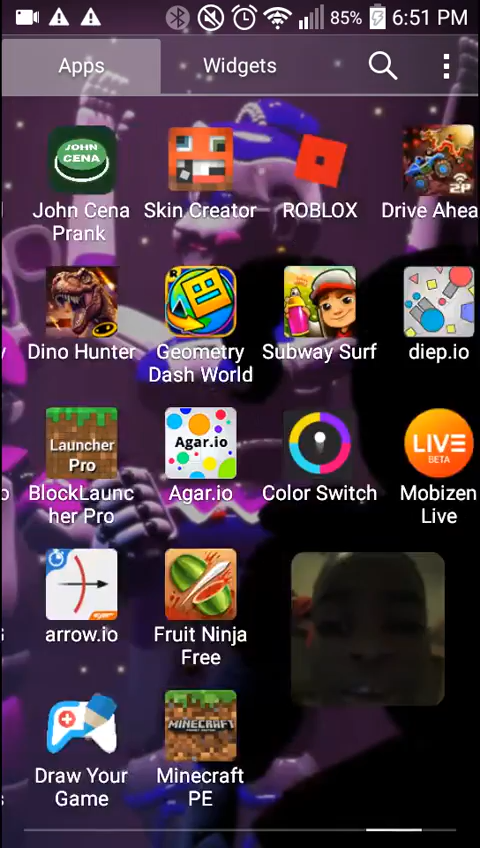 85% 6:51 PM
Apps Widgets
JOHN CENA
John Cena Prank
Skin Creator
ROBLOX
Drive Ahea
2P
Dino Hunter
R
Geometry Dash World
Subway Surf
diep.io
Launcher Pro
BlockLauncher Pro
Agar.io
Agar.io
Color Switch
LIVE
BETA
Mobizen Live
arrow.io
Fruit Ninja Free
Draw Your Game
MINECRAFT
Minecraft PE